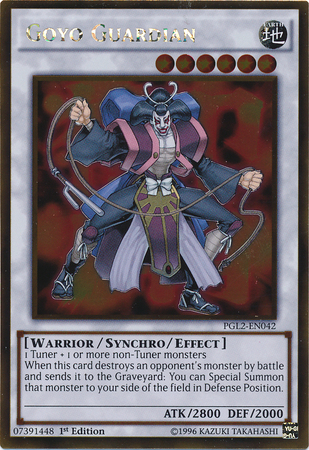 Goyo Guardian
EARTH
地
PGL2-EN042
[ Warrior / Synchro / Effect ]
1 Tuner + 1 or more non-Tuner monsters
When this card destroys an opponent's monster by battle
and sends it to the Graveyard: You can Special Summon
that monster to your side of the field in Defense Position.
ATK/2800 DEF/2000
07391448 1st Edition ©1996 KAZUKI TAKAHASHI